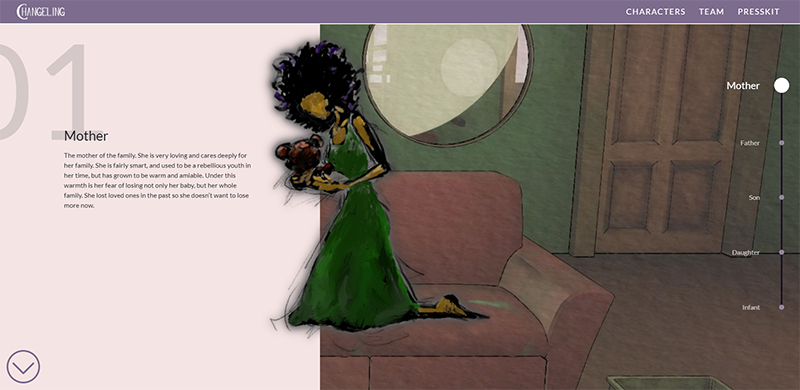 CHANGELING
CHARACTERS TEAM PRESSKIT
01
Mother
The mother of the family. She is very loving and cares deeply for
her family. She is fairly smart, and used to be a rebellious youth in
her time, but has grown to be warm and amiable. Under this
warmth is her fear of losing not only her baby, but her whole
family. She lost loved ones in the past so she doesn't want to lose
more now.
Mother
Father
Son
Daughter
Infant